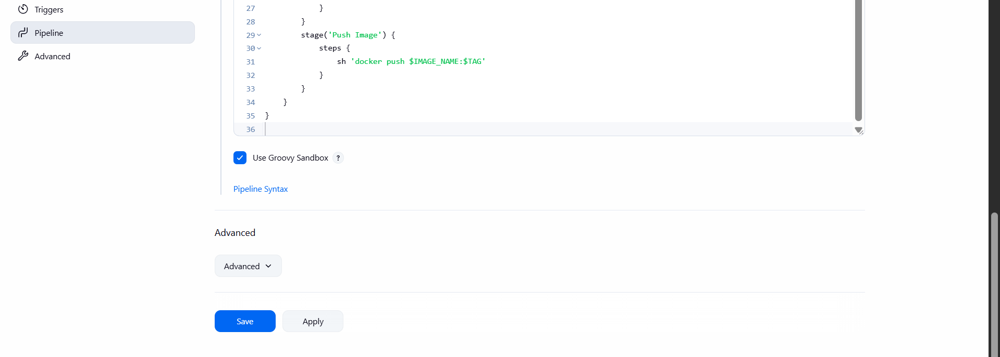 Triggers
Pipeline
Advanced
27 }
28 }
29 stage('Push Image') {
30 steps {
31 sh 'docker push $IMAGE_NAME:$TAG'
32 }
33 }
34 }
35 }
36
Use Groovy Sandbox ?
Pipeline Syntax
Advanced
Advanced
Save Apply